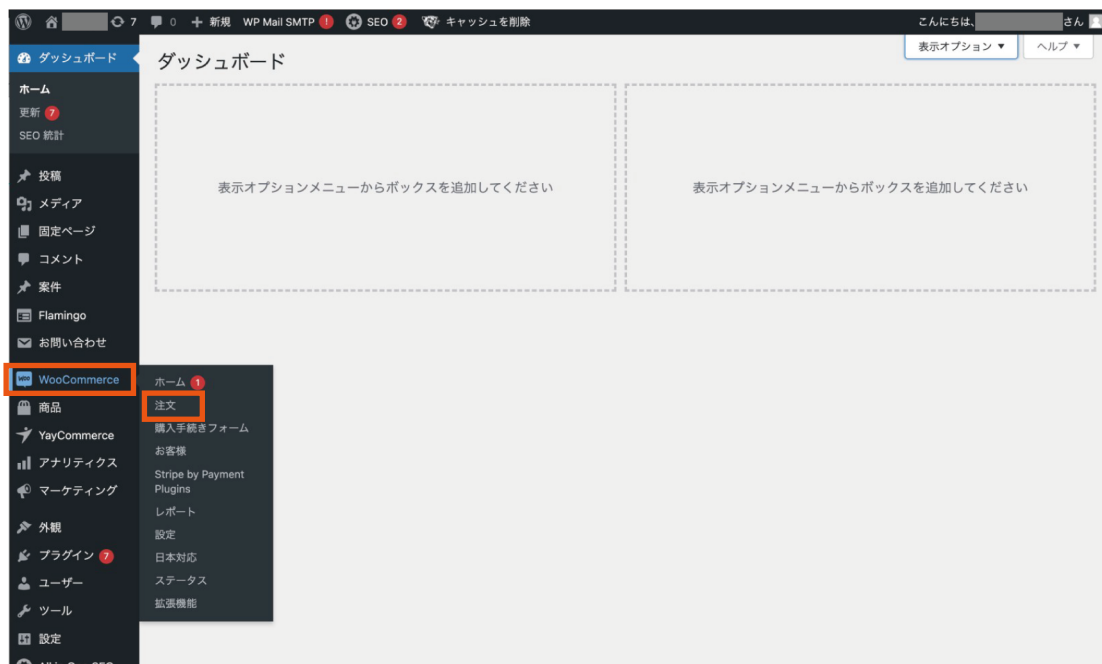 7 0 + 新規 WP Mail SMTP ! SEO 2 キャッシュを削除 こんにちは、 さん
表示オプション ▼ ヘルプ ▼
ダッシュボード
ホーム
更新 7
SEO 統計
投稿
メディア
固定ページ
コメント
案件
Flamingo
お問い合わせ
WooCommerce
商品
YayCommerce
アナリティクス
マーケティング
外観
プラグイン 7
ユーザー
ツール
設定
ホーム 1
注文
購入手続きフォーム
お客様
Stripe by Payment
Plugins
レポート
設定
日本対応
ステータス
拡張機能
ダッシュボード
表示オプションメニューからボックスを追加してください
表示オプションメニューからボックスを追加してください